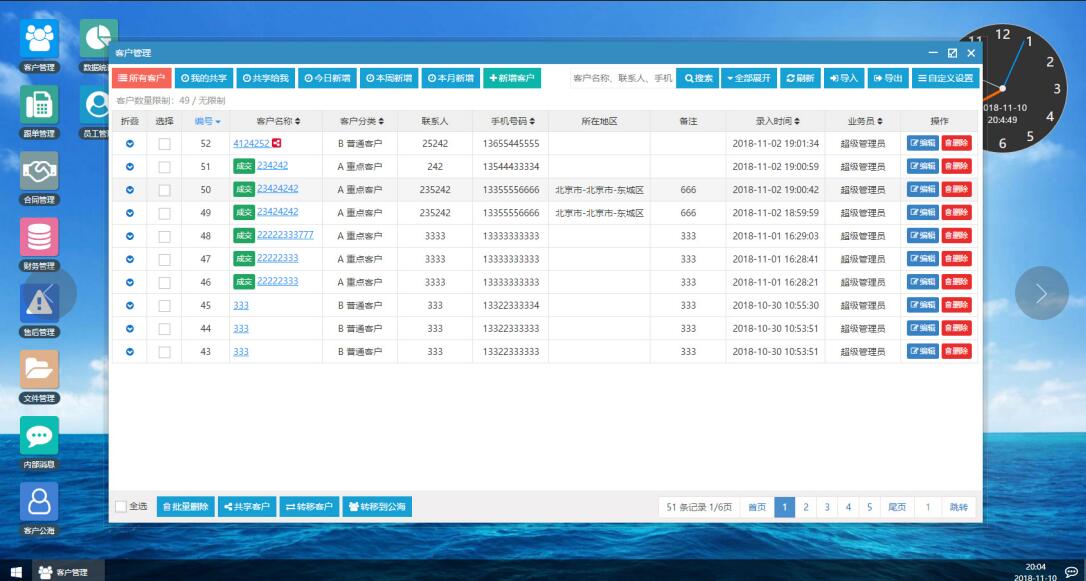 客户管理
数据统
跟单管理
员工管
合同管理
财务管理
售后管理
文件管理
内部消息
客户公海
客户管理
所有客户 我的共享 共享给我 今日新增 本周新增 本月新增 新增客户 客户名称、联系人、手机 搜索 全部展开 刷新 导入 导出 自定义设置
客户数量限制: 49 / 无限制
折叠 选择 编号 客户名称 客户分类 联系人 手机号码 所在地区 备注 录入时间 业务员 操作
52 4124252 B 普通客户 25242 13655445555 2018-11-02 19:01:34 超级管理员 编辑 删除
51 成交 234242 A 重点客户 242 13544433334 2018-11-02 19:00:59 超级管理员 编辑 删除
50 成交 23424242 A 重点客户 235242 13355556666 北京市-北京市-东城区 666 2018-11-02 19:00:42 超级管理员 编辑 删除
49 成交 23424242 A 重点客户 235242 13355556666 北京市-北京市-东城区 666 2018-11-02 18:59:59 超级管理员 编辑 删除
48 成交 22222333777 A 重点客户 3333 13333333333 333 2018-11-01 16:29:03 超级管理员 编辑 删除
47 成交 22222333 A 重点客户 3333 13333333333 333 2018-11-01 16:28:41 超级管理员 编辑 删除
46 成交 22222333 A 重点客户 3333 13333333333 333 2018-11-01 16:28:21 超级管理员 编辑 删除
45 333 B 普通客户 333 13322333334 333 2018-10-30 10:55:30 超级管理员 编辑 删除
44 333 B 普通客户 333 13322333333 333 2018-10-30 10:53:51 超级管理员 编辑 删除
43 333 B 普通客户 333 13322333333 333 2018-10-30 10:53:51 超级管理员 编辑 删除
全选 批量删除 共享客户 转移客户 转移到公海 51 条记录 1/6页 首页 1 2 3 4 5 尾页 1 跳转
11 12 1
2
3
4
5
6
2018-11-10
20:4:49
客户管理
20:04
2018-11-10